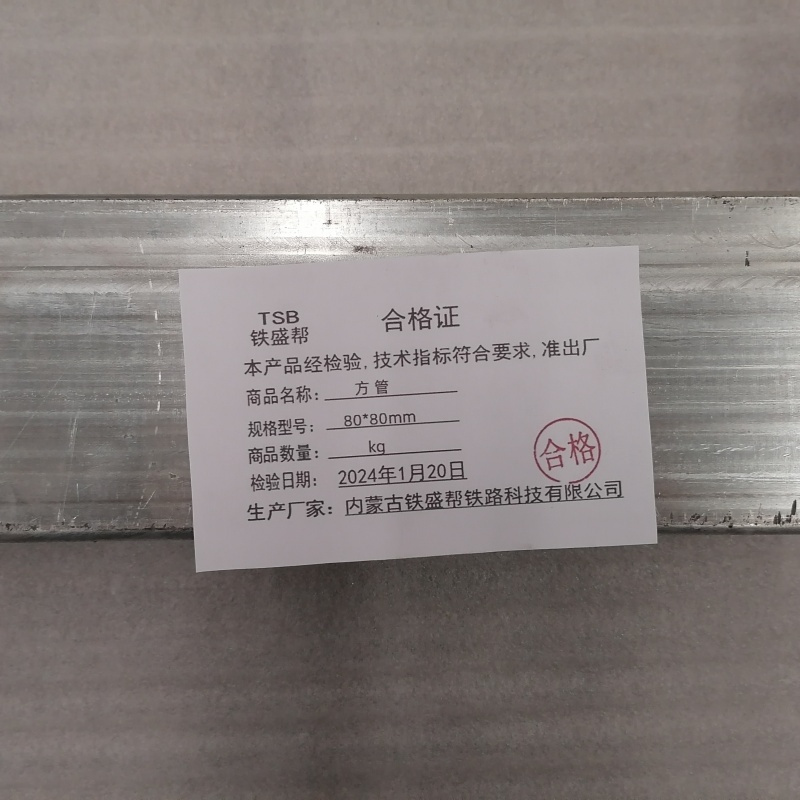 TSB
铁盛帮
合格证
本产品经检验,技术指标符合要求,准出厂
商品名称: 方管
规格型号: 80*80mm
商品数量: kg
检验日期: 2024年1月20日
合格
生产厂家: 内蒙古铁盛帮铁路科技有限公司